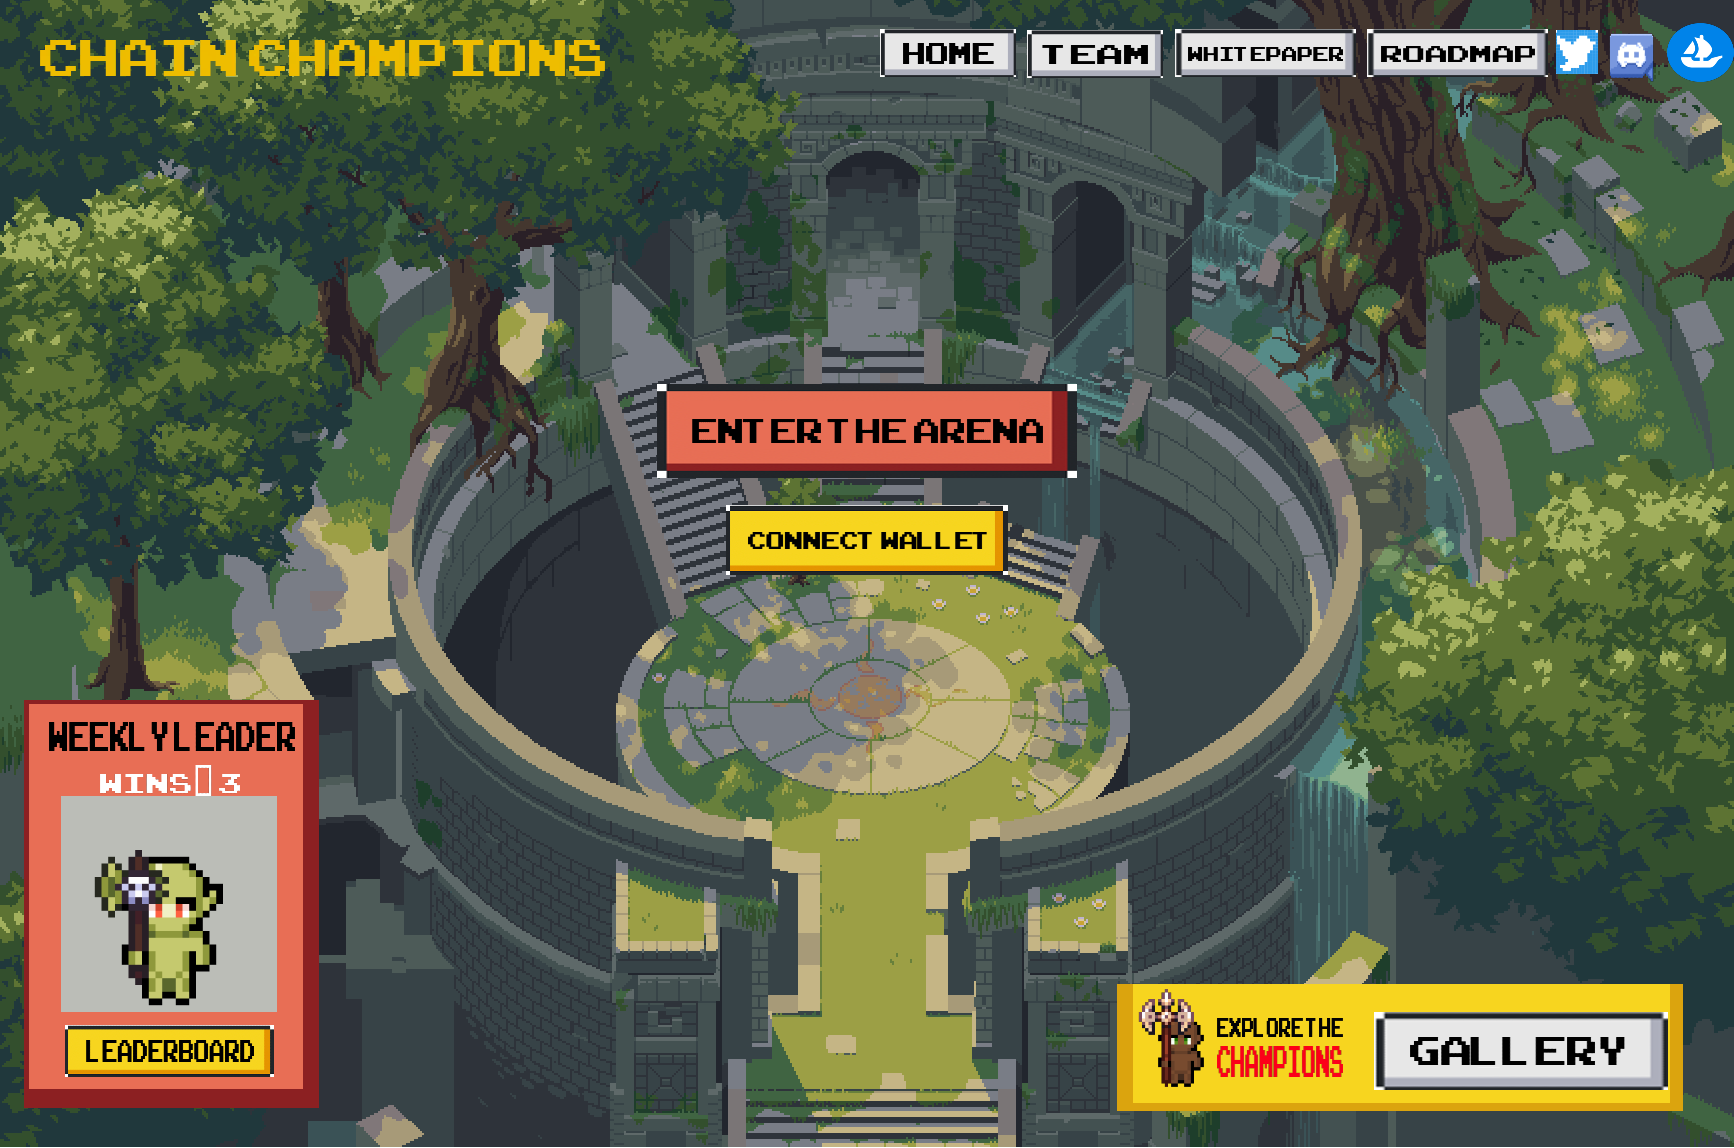 CHAIN CHAMPIONS
HOME
TEAM
WHITEPAPER
ROADMAP
ENTER THE ARENA
CONNECT WALLET
WEEKLY LEADER
WINS▯3
LEADERBOARD
EXPLORE THE
CHAMPIONS
GALLERY